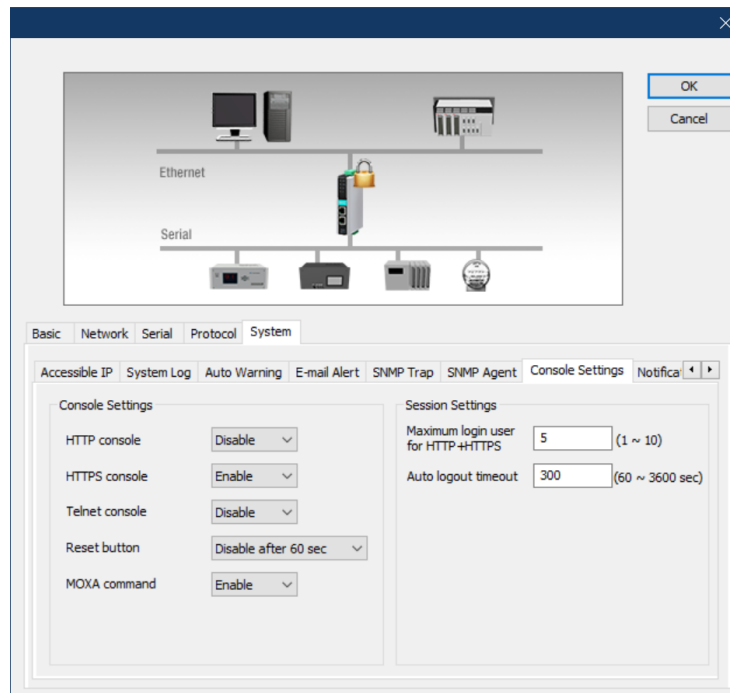 OK
Cancel
Ethernet
Serial
Basic Network Serial Protocol System
Accessible IP System Log Auto Warning E-mail Alert SNMP Trap SNMP Agent Console Settings Notificat
Console Settings
HTTP console Disable
HTTPS console Enable
Telnet console Disable
Reset button Disable after 60 sec
MOXA command Enable
Session Settings
Maximum login user
for HTTP+HTTPS 5 (1 ~ 10)
Auto logout timeout 300 (60 ~ 3600 sec)